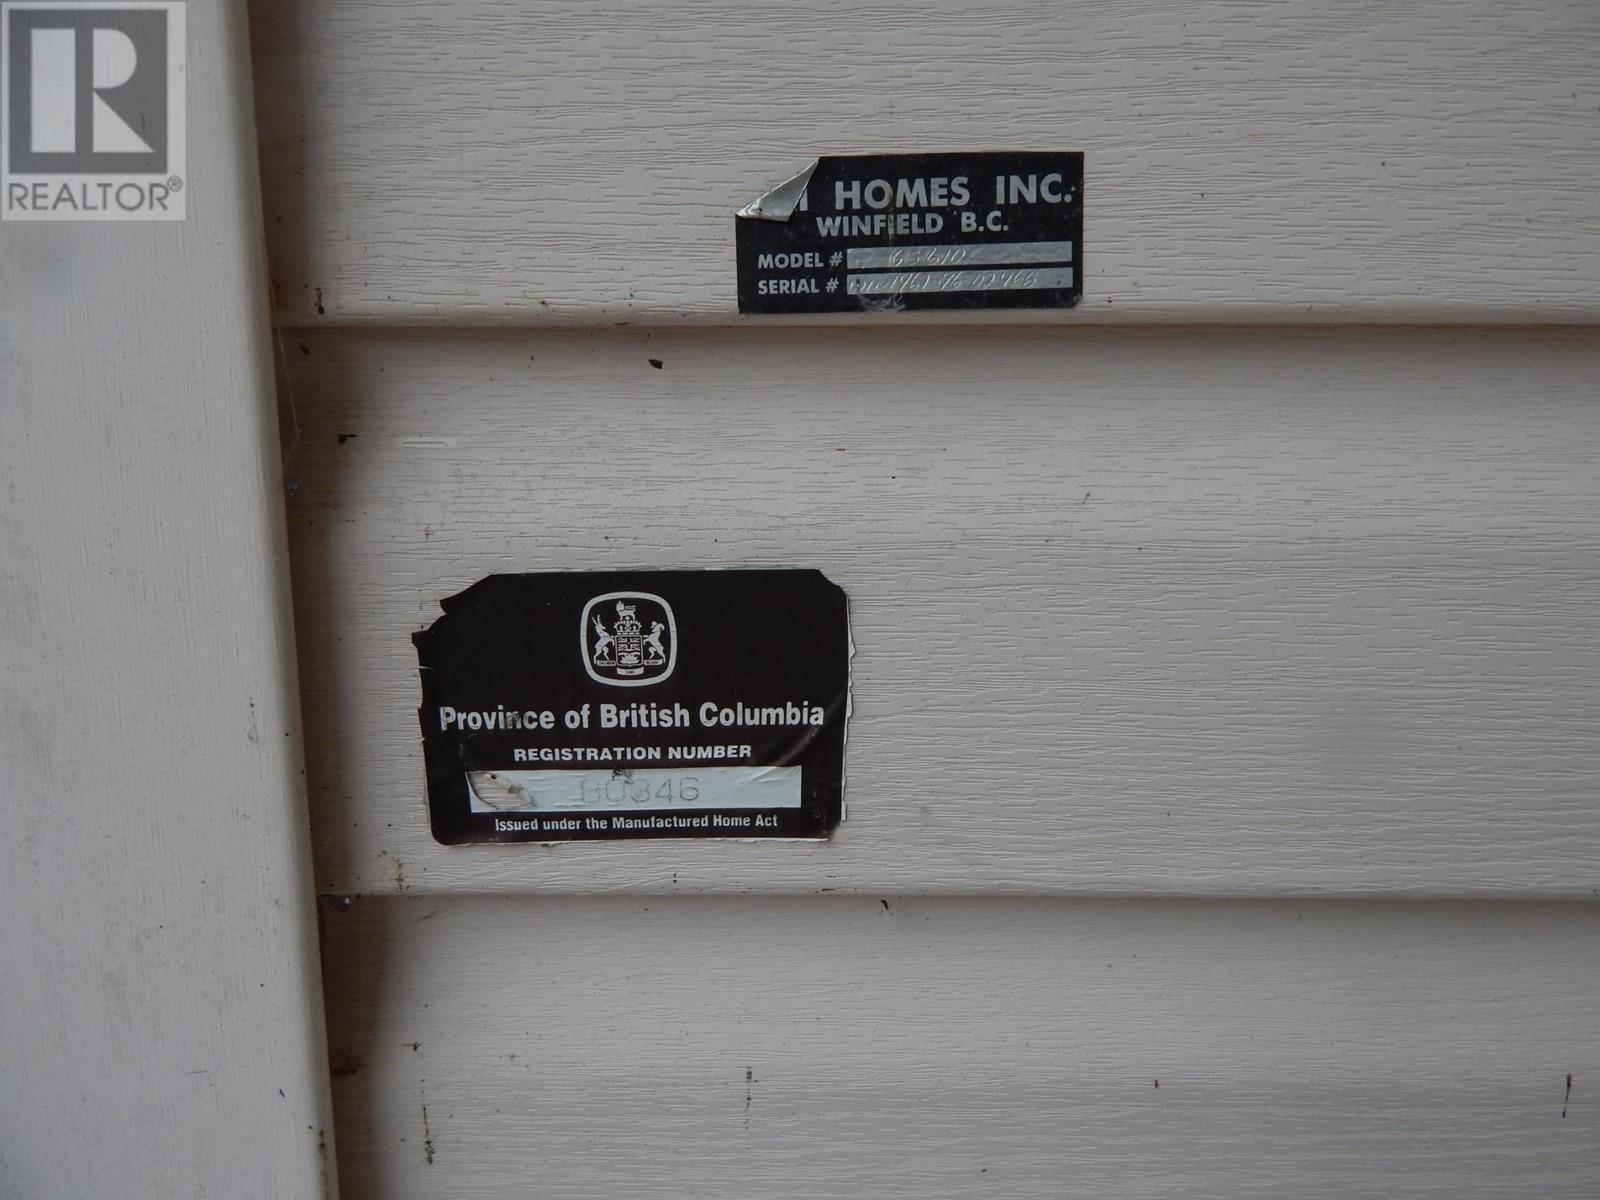 REALTOR®
HOMES INC.
WINFIELD B.C.
MODEL # 65610
SERIAL #
Province of British Columbia
REGISTRATION NUMBER
80346
Issued under the Manufactured Home Act